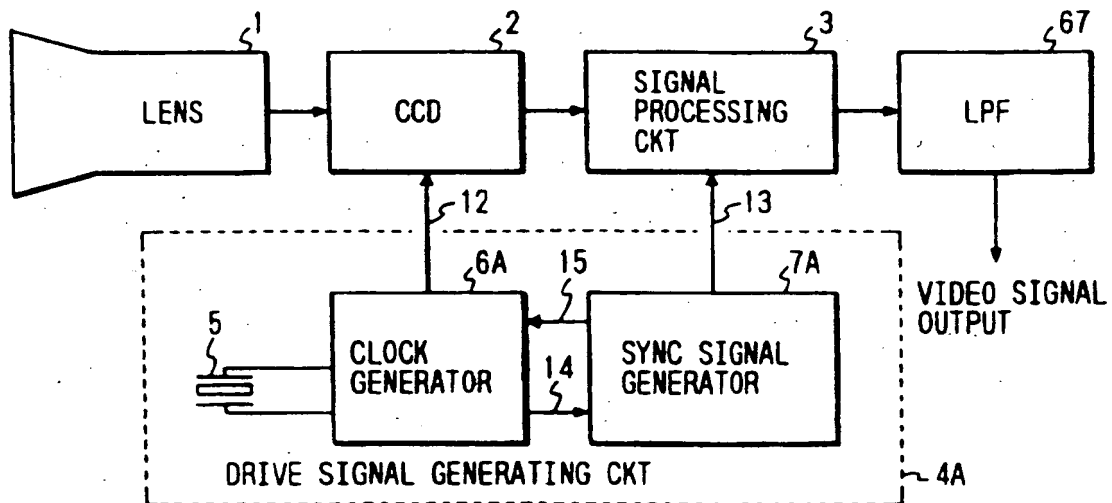 1
2
3
67
LENS
CCD
SIGNAL
PROCESSING
CKT
LPF
12
13
6A
15
7A
VIDEO SIGNAL
OUTPUT
5
CLOCK
GENERATOR
14
SYNC SIGNAL
GENERATOR
DRIVE SIGNAL GENERATING CKT
4A